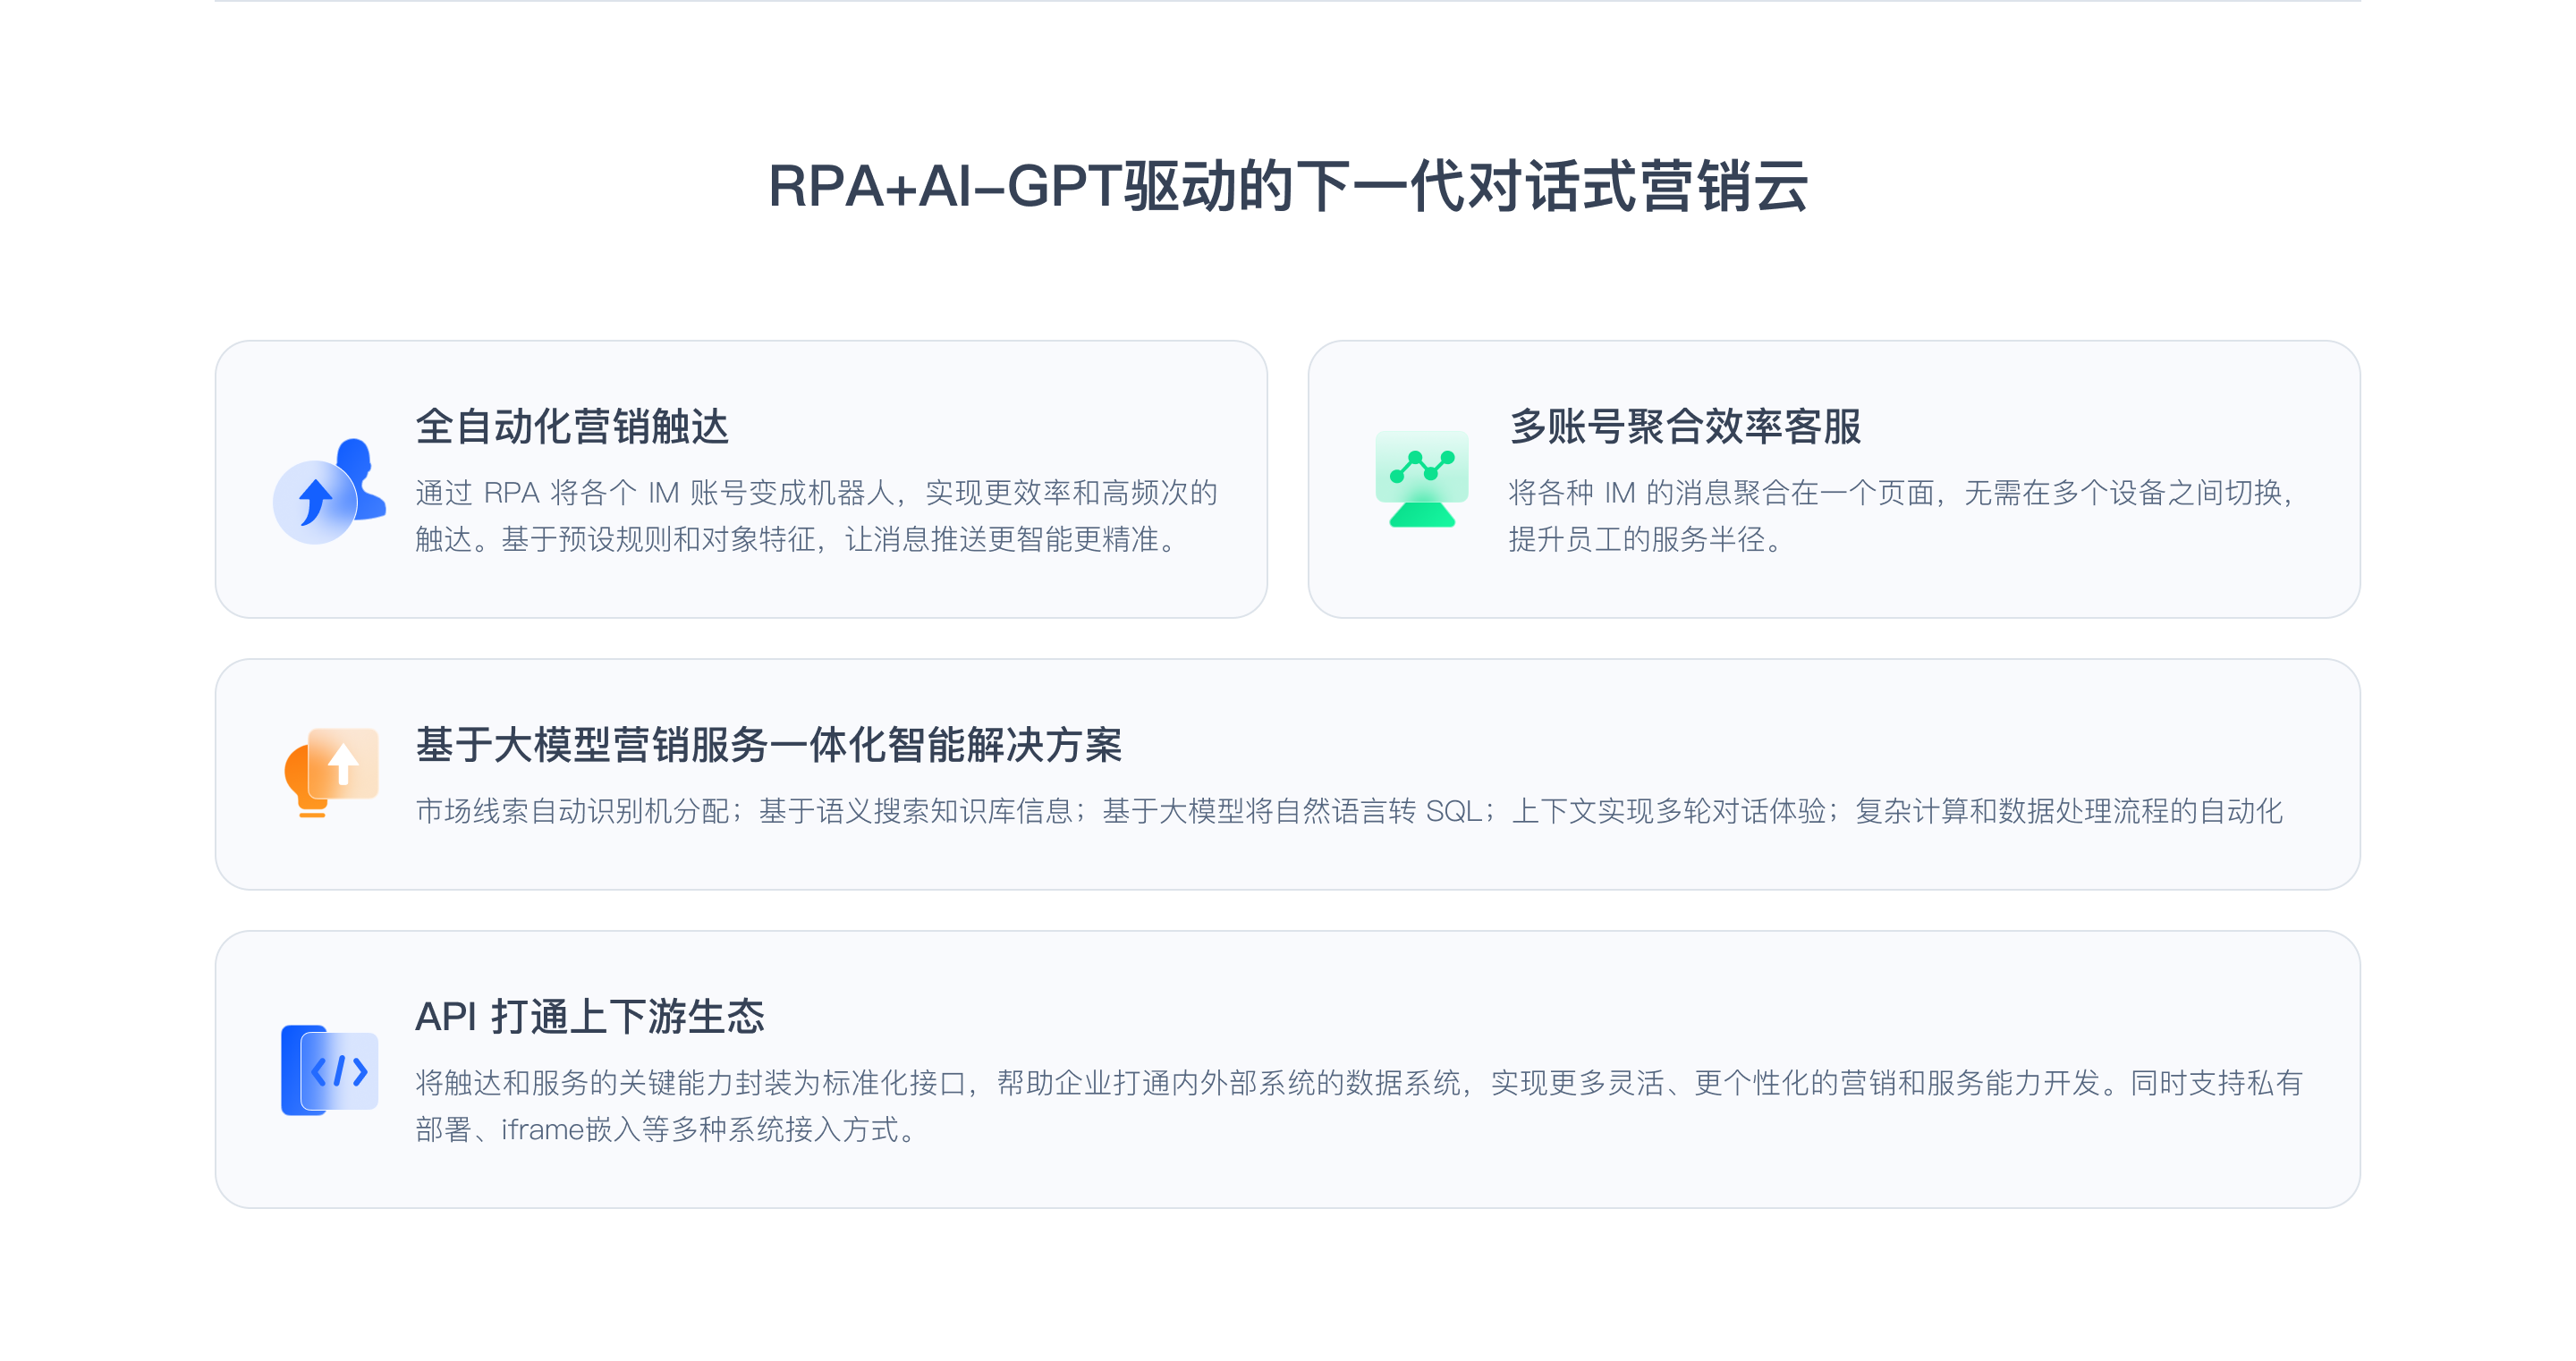 RPA+AI-GPT驱动的下一代对话式营销云
全自动化营销触达
通过 RPA 将各个 IM 账号变成机器人，实现更效率和高频次的
触达。基于预设规则和对象特征，让消息推送更智能更精准。
多账号聚合效率客服
将各种 IM 的消息聚合在一个页面，无需在多个设备之间切换，
提升员工的服务半径。
基于大模型营销服务一体化智能解决方案
市场线索自动识别机分配；基于语义搜索知识库信息；基于大模型将自然语言转 SQL；上下文实现多轮对话体验；复杂计算和数据处理流程的自动化
API 打通上下游生态
将触达和服务的关键能力封装为标准化接口，帮助企业打通内外部系统的数据系统，实现更多灵活、更个性化的营销和服务能力开发。同时支持私有
部署、iframe嵌入等多种系统接入方式。